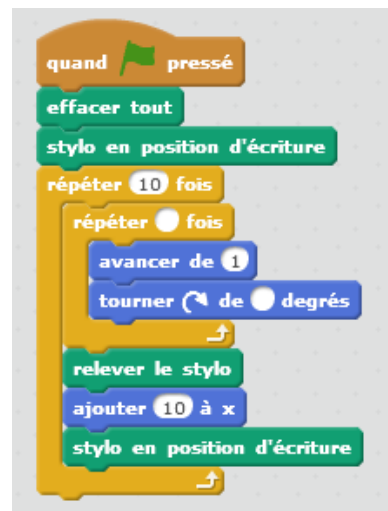 quand pressé
effacer tout
stylo en position d'écriture
répéter 10 fois
répéter fois
avancer de 1
tourner de degrés
relever le stylo
ajouter 10 à x
stylo en position d'écriture